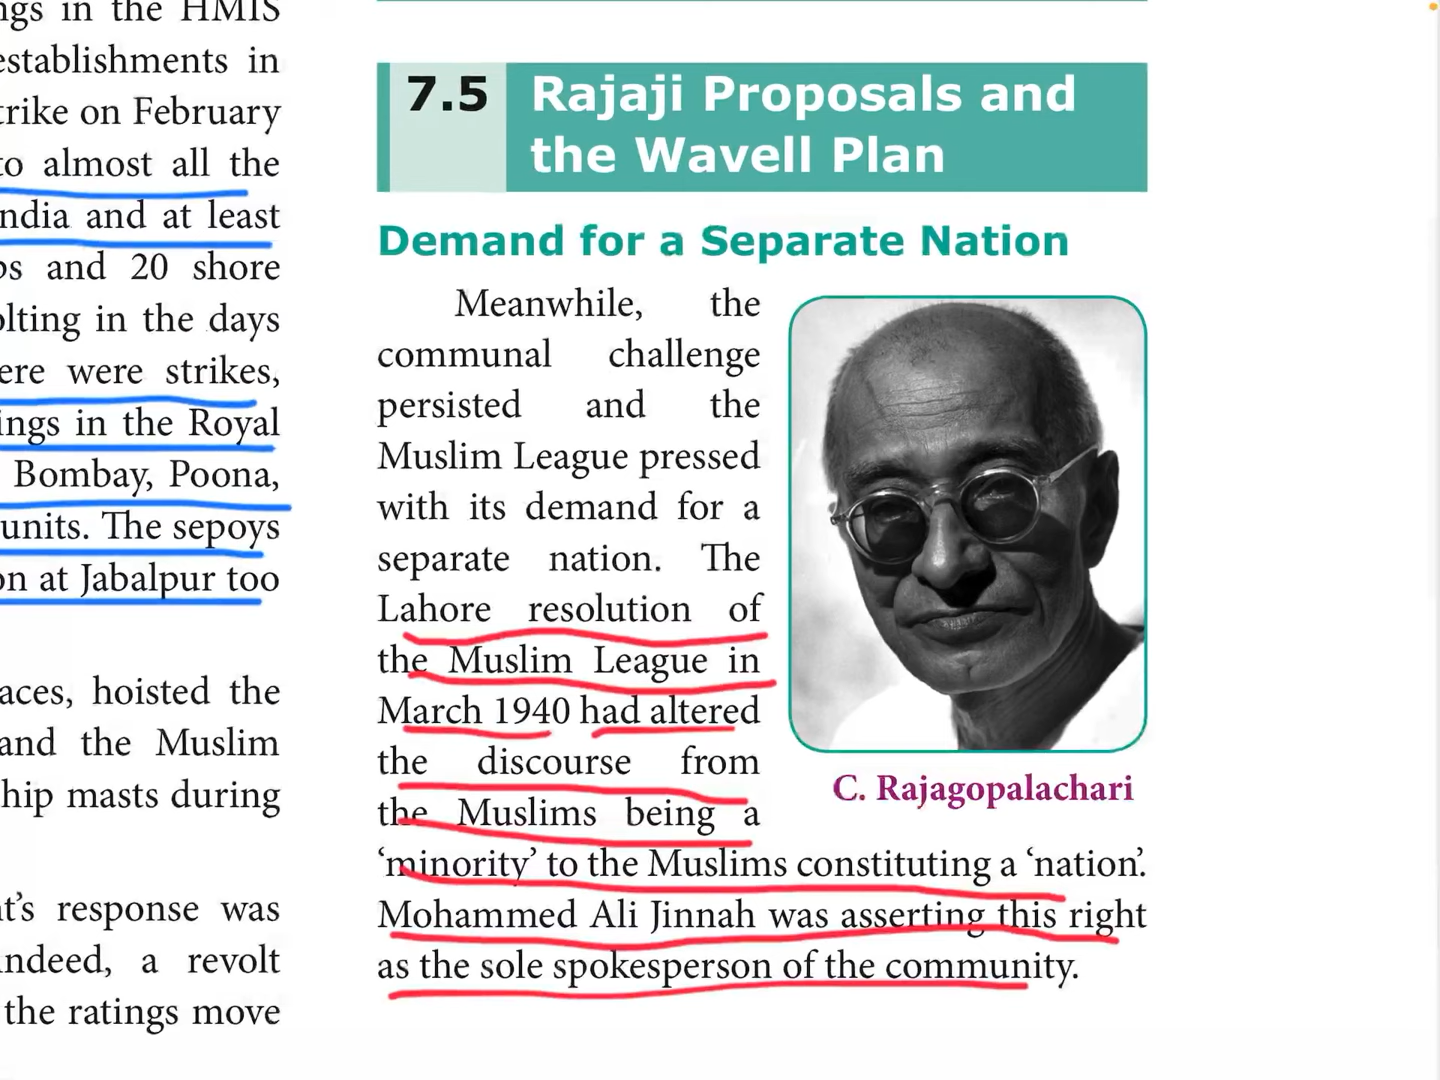 ngs in the HMIS
establishments in
trike on February
to almost all the
ndia and at least
ps and 20 shore
olting in the days
ere were strikes,
ings in the Royal
Bombay, Poona,
units. The sepoys
on at Jabalpur too
aces, hoisted the
and the Muslim
hip masts during
nt’s response was
indeed, a revolt
the ratings move
7.5 Rajaji Proposals and
the Wavell Plan
Demand for a Separate Nation
Meanwhile, the
communal challenge
persisted and the
Muslim League pressed
with its demand for a
separate nation. The
Lahore resolution of
the Muslim League in
March 1940 had altered
the discourse from
the Muslims being a
‘minority’ to the Muslims constituting a ‘nation’.
Mohammed Ali Jinnah was asserting this right
as the sole spokesperson of the community.
C. Rajagopalachari